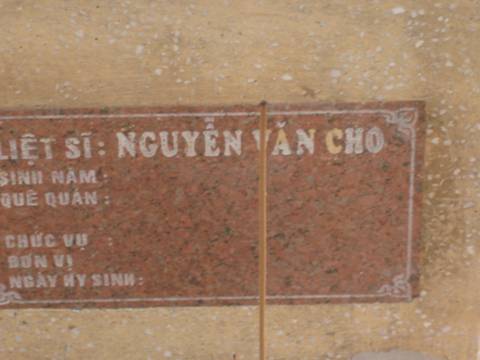 LIỆT SĨ: NGUYỄN VĂN CHO
SINH NĂM :
QUÊ QUÁN :
CHỨC VỤ :
ĐƠN VỊ
NGÀY HY SINH: